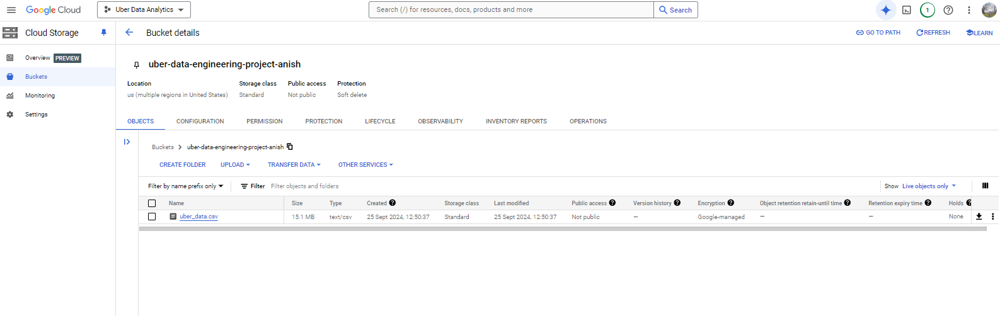 Google Cloud Uber Data Analytics Search (/) for resources, docs, products and more Search 1
Cloud Storage Bucket details GO TO PATH REFRESH LEARN
Overview PREVIEW
Buckets
Monitoring
Settings
uber-data-engineering-project-anish
Location Storage class Public access Protection
us (multiple regions in United States) Standard Not public Soft delete
OBJECTS CONFIGURATION PERMISSION PROTECTION LIFECYCLE OBSERVABILITY INVENTORY REPORTS OPERATIONS
Buckets > uber-data-engineering-project-anish
CREATE FOLDER UPLOAD TRANSFER DATA OTHER SERVICES
Filter by name prefix only Filter Filter objects and folders Show Live objects only
Name Size Type Created Storage class Last modified Public access Version history Encryption Object retention retain-until time Retention expiry time Holds
uber_data.csv 15.1 MB text/csv 25 Sept 2024, 12:50:37 Standard 25 Sept 2024, 12:50:37 Not public — Google-managed — — None